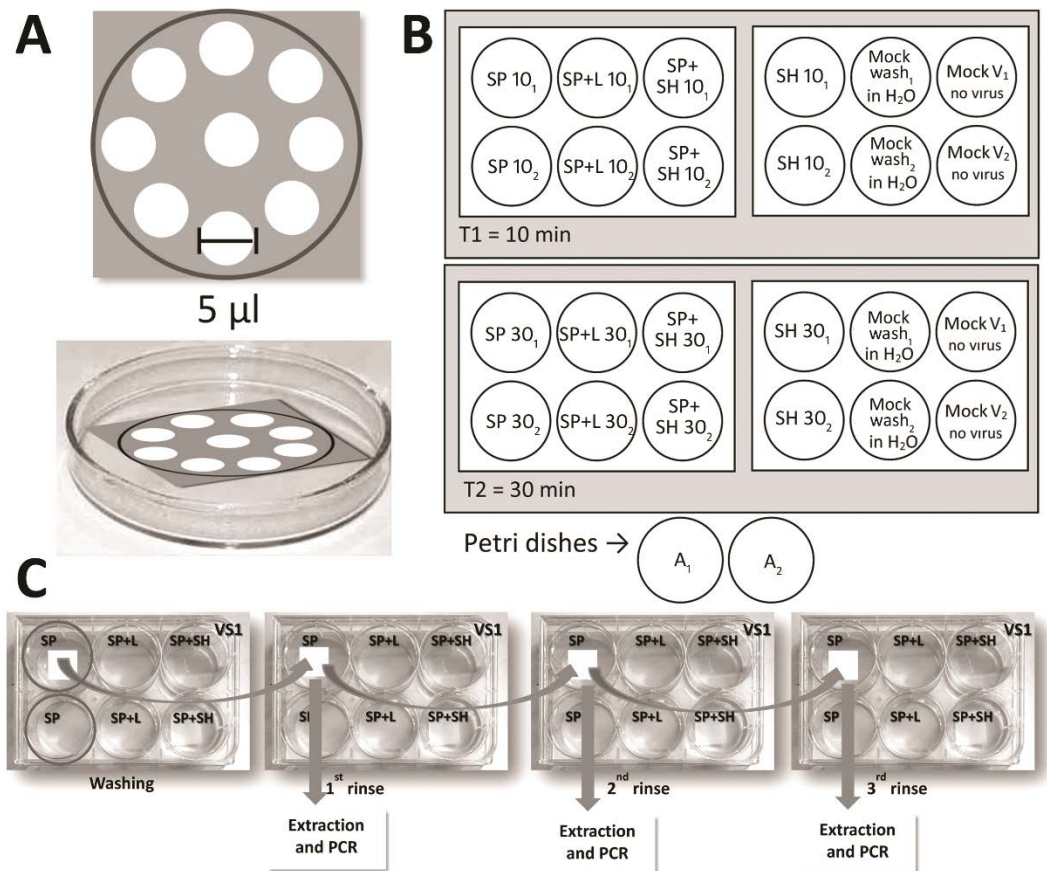 A
5 µl
B
SP 10₁
SP+L 10₁
SP+
SH 10₁
SH 10₁
Mock
wash₁
in H₂O
Mock V₁
no virus
SP 10₂
SP+L 10₂
SP+
SH 10₂
SH 10₂
Mock
wash₂
in H₂O
Mock V₂
no virus
T1 = 10 min
SP 30₁
SP+L 30₁
SP+
SH 30₁
SH 30₁
Mock
wash₁
in H₂O
Mock V₁
no virus
SP 30₂
SP+L 30₂
SP+
SH 30₂
SH 30₂
Mock
wash₂
in H₂O
Mock V₂
no virus
T2 = 30 min
Petri dishes →
A₁
A₂
C
SP SP+L SP+SH VS1
SP SP+L SP+SH
Washing
SP SP+L SP+SH VS1
SP SP+L SP+SH
1st rinse
Extraction
and PCR
SP SP+L SP+SH VS1
SP SP+L SP+SH
2nd rinse
Extraction
and PCR
SP SP+L SP+SH VS1
SP SP+L SP+SH
3rd rinse
Extraction
and PCR